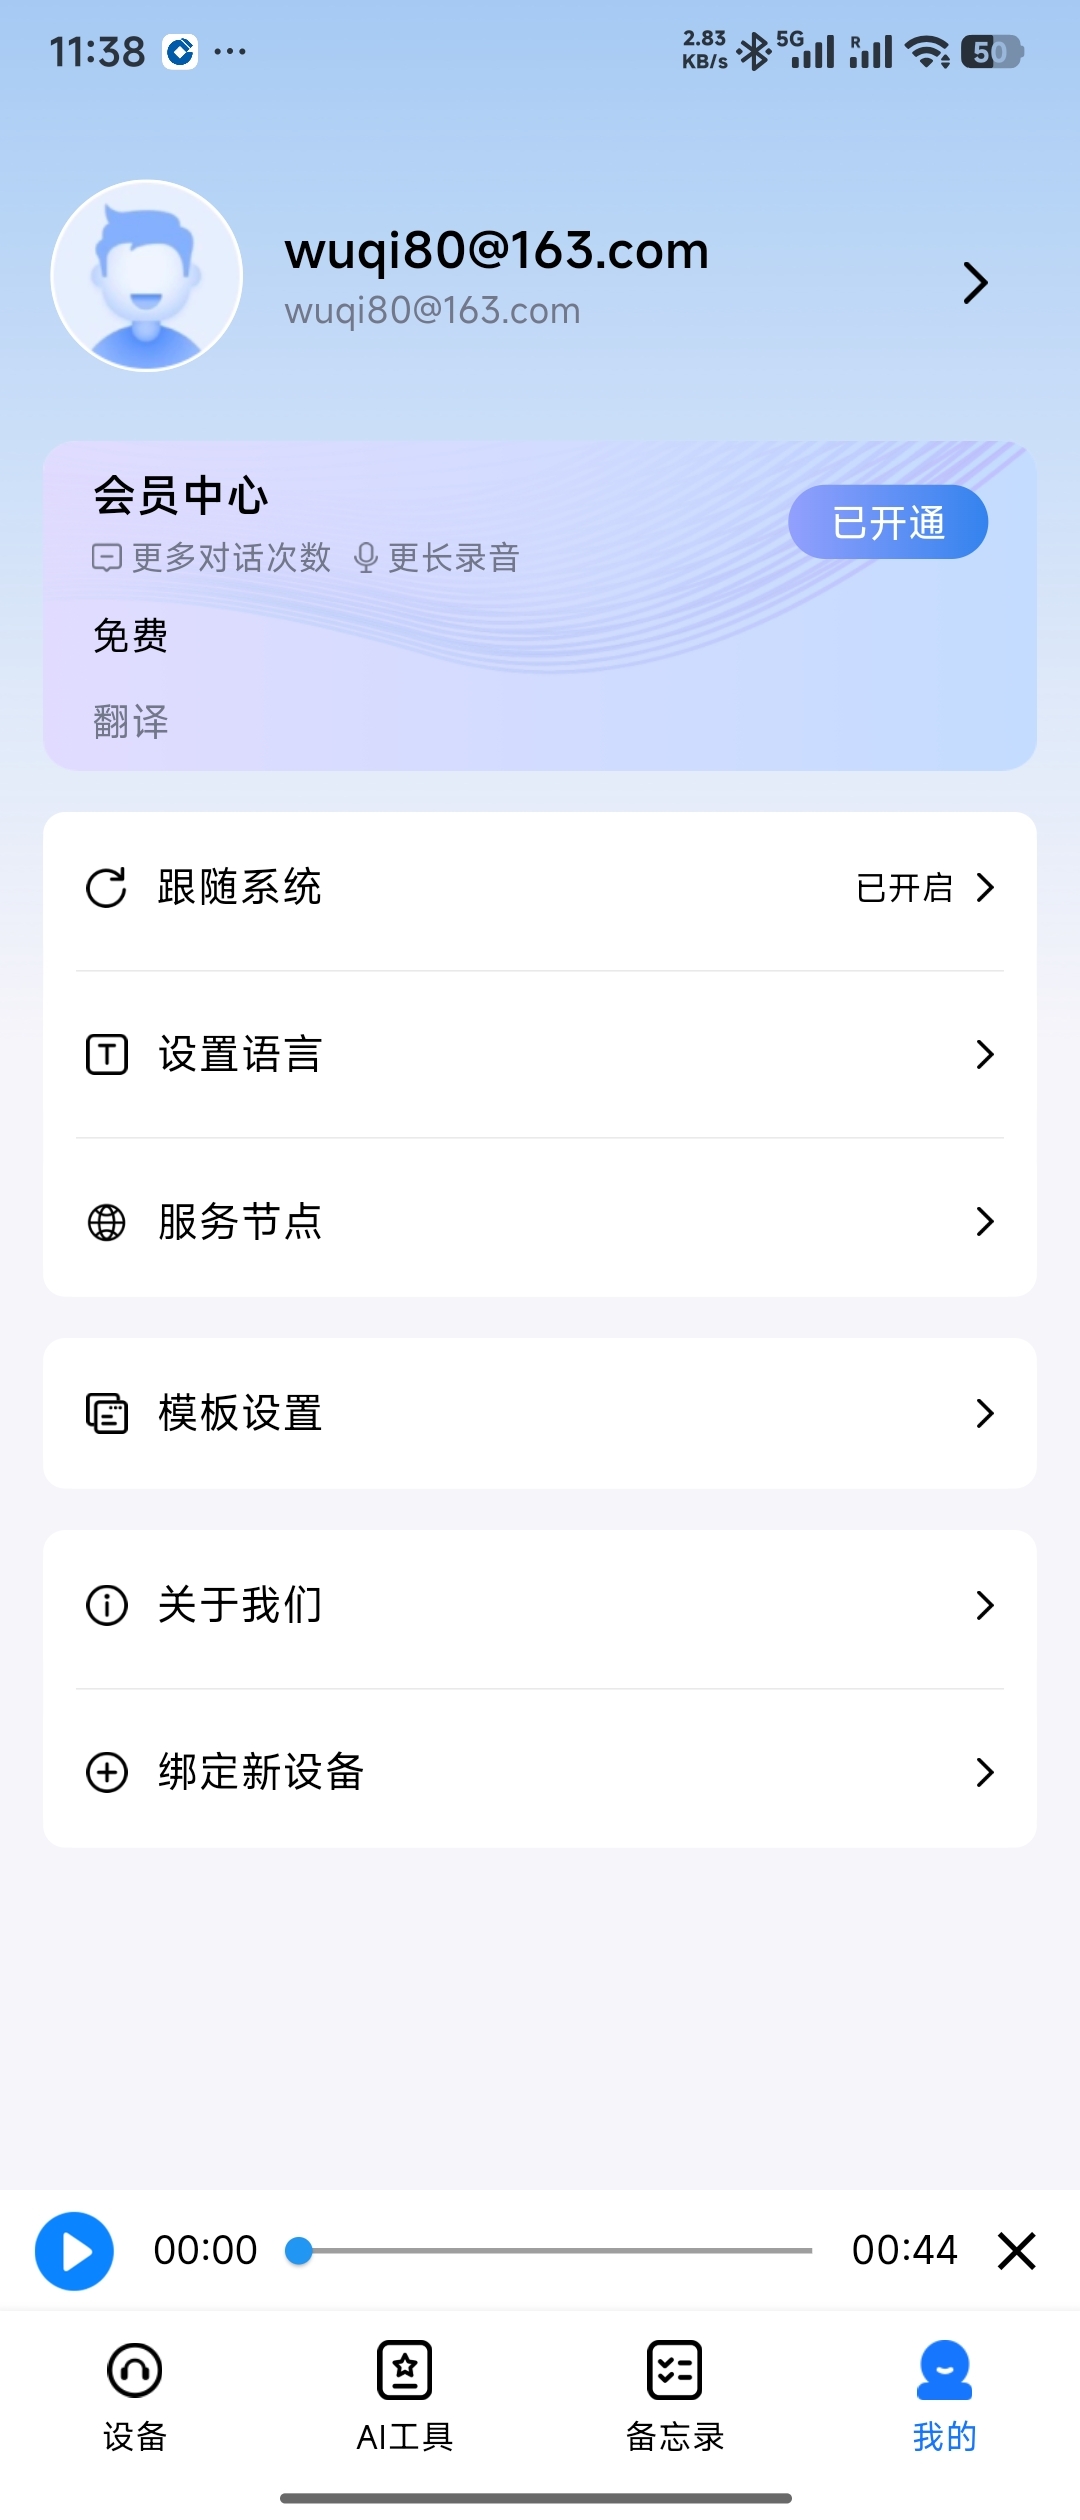 11:38
2.83 KB/s 5G R 50
wuqi80@163.com
wuqi80@163.com
会员中心
已开通
更多对话次数 更长录音
免费
翻译
跟随系统 已开启
设置语言
服务节点
模板设置
关于我们
绑定新设备
00:00 00:44
设备 AI工具 备忘录 我的